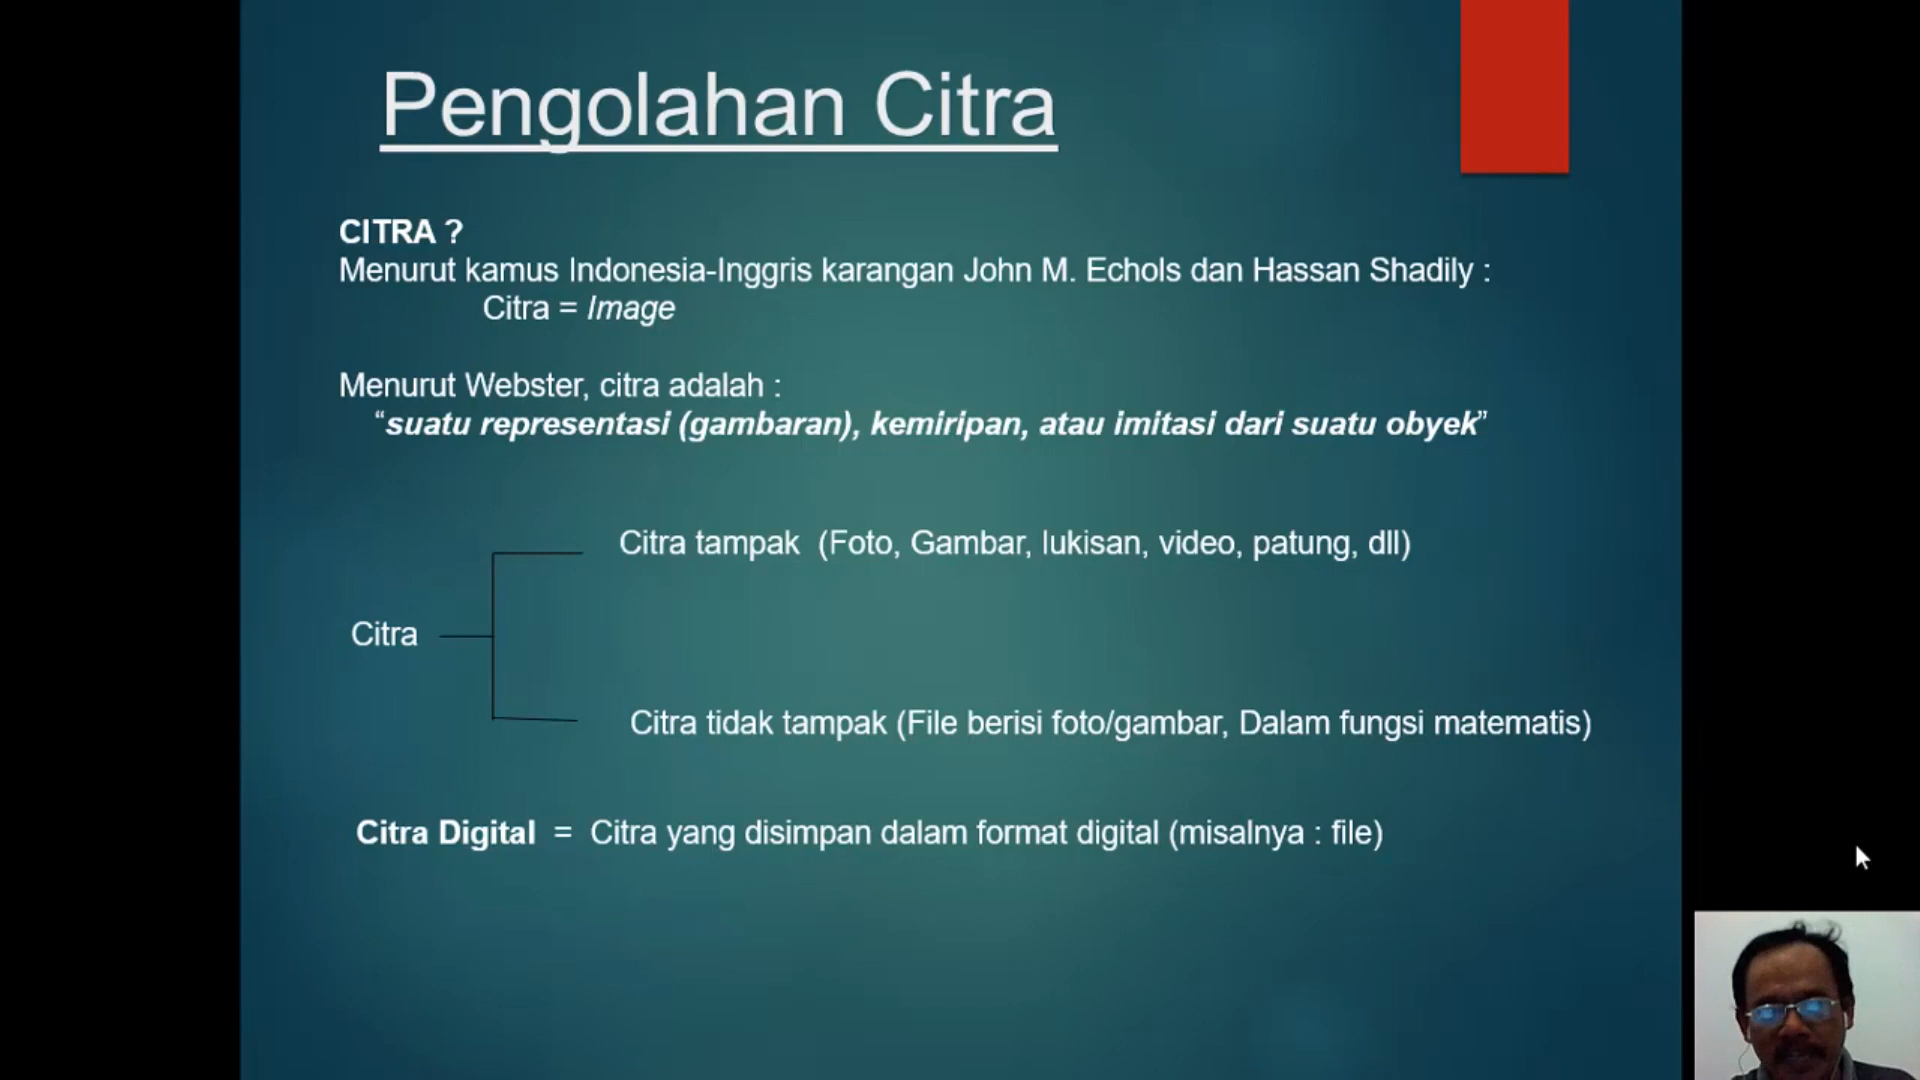 Pengolahan Citra
CITRA ?
Menurut kamus Indonesia-Inggris karangan John M. Echols dan Hassan Shadily :
Citra = Image
Menurut Webster, citra adalah :
“suatu representasi (gambaran), kemiripan, atau imitasi dari suatu obyek”
Citra tampak (Foto, Gambar, lukisan, video, patung, dll)
Citra
Citra tidak tampak (File berisi foto/gambar, Dalam fungsi matematis)
Citra Digital = Citra yang disimpan dalam format digital (misalnya : file)